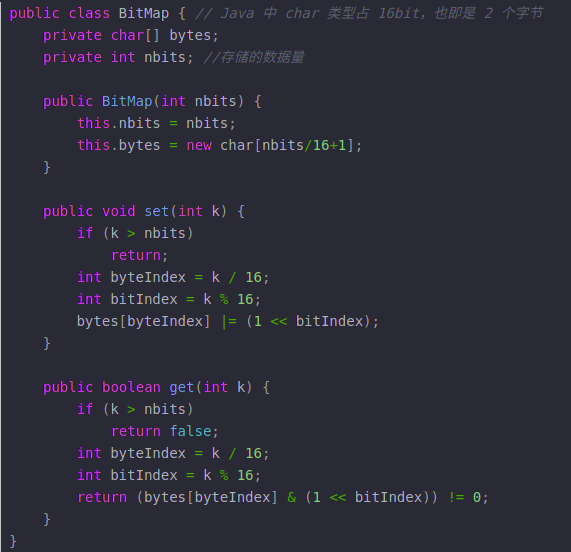 public class BitMap { // Java 中 char 类型占 16bit，也即是 2 个字节
    private char[] bytes;
    private int nbits; //存储的数据量

    public BitMap(int nbits) {
        this.nbits = nbits;
        this.bytes = new char[nbits/16+1];
    }

    public void set(int k) {
        if (k > nbits)
            return;
        int byteIndex = k / 16;
        int bitIndex = k % 16;
        bytes[byteIndex] |= (1 << bitIndex);
    }

    public boolean get(int k) {
        if (k > nbits)
            return false;
        int byteIndex = k / 16;
        int bitIndex = k % 16;
        return (bytes[byteIndex] & (1 << bitIndex)) != 0;
    }
}